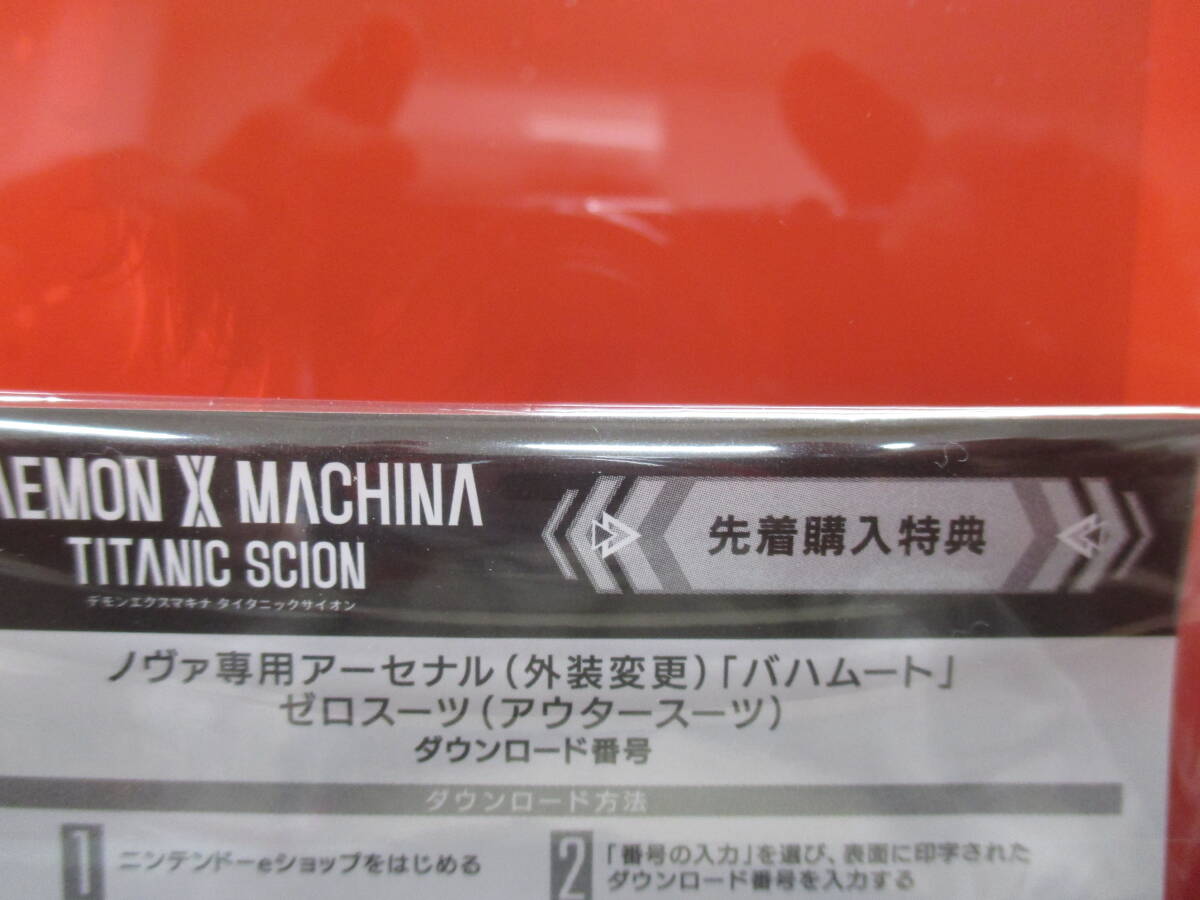 AEMON X MACHINA
TITANIC SCION
デモンエクスマキナ タイタニックサイオン
先着購入特典
ノヴァ専用アーセナル(外装変更)「バハムート」
ゼロスーツ(アウタースーツ)
ダウンロード番号
ダウンロード方法
1 ニンテンドーeショップをはじめる
2 「番号の入力」を選び、表面に印字された
ダウンロード番号を入力する